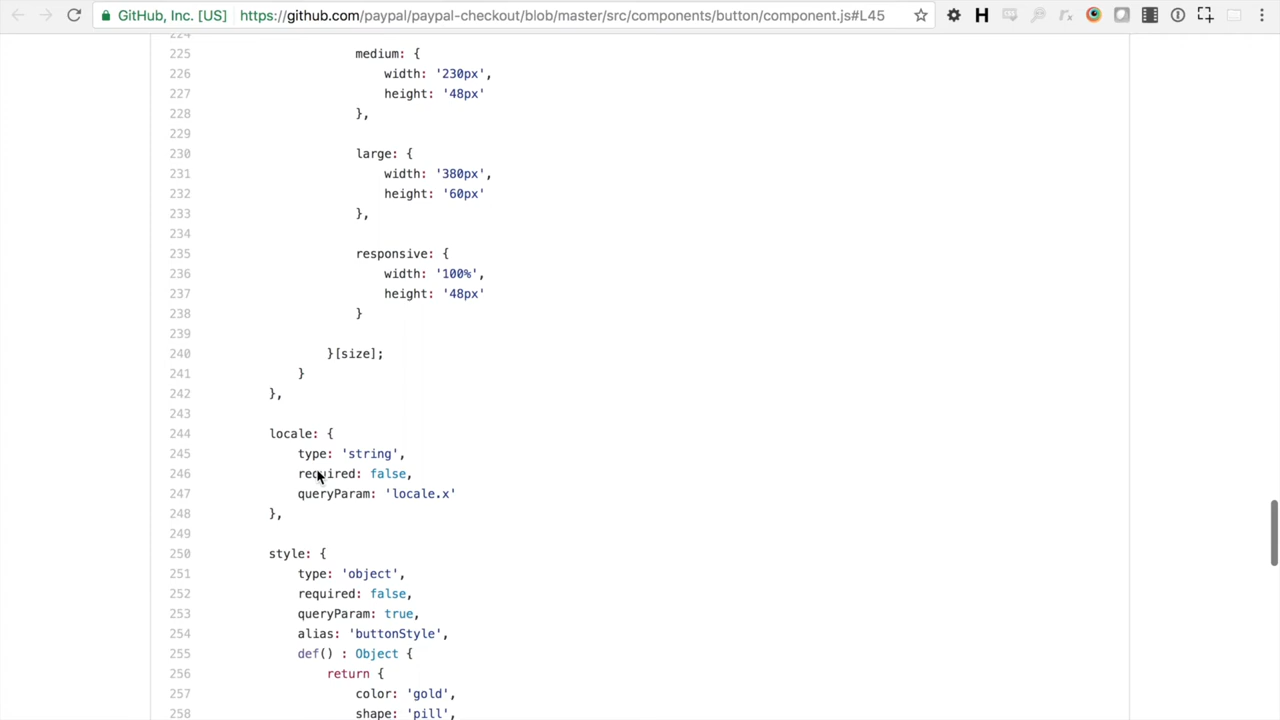 GitHub, Inc. [US] https://github.com/paypal/paypal-checkout/blob/master/src/components/button/component.js#L45
224
225 medium: {
226 width: '230px',
227 height: '48px'
228 },
229
230 large: {
231 width: '380px',
232 height: '60px'
233 },
234
235 responsive: {
236 width: '100%',
237 height: '48px'
238 }
239
240 }[size];
241 }
242 },
243
244 locale: {
245 type: 'string',
246 required: false,
247 queryParam: 'locale.x'
248 },
249
250 style: {
251 type: 'object',
252 required: false,
253 queryParam: true,
254 alias: 'buttonStyle',
255 def() : Object {
256 return {
257 color: 'gold',
258 shape: 'pill',